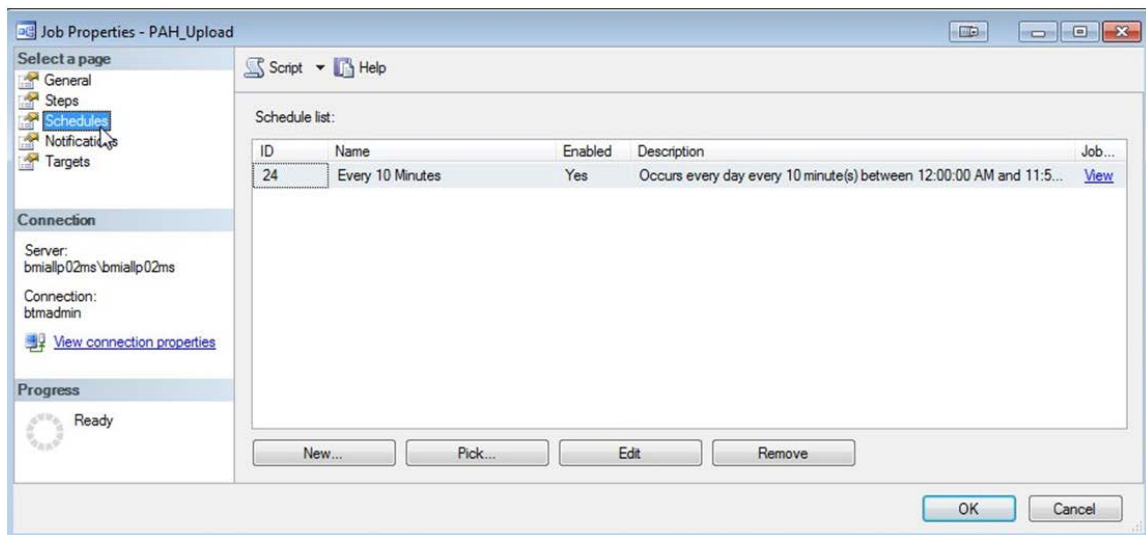 Job Properties - PAH_Upload
Select a page
General
Steps
Schedules
Notifications
Targets
Script
Help
Schedule list:
ID Name Enabled Description Job...
24 Every 10 Minutes Yes Occurs every day every 10 minute(s) between 12:00:00 AM and 11:5... View
Connection
Server:
bmiallp02ms\bmiallp02ms
Connection:
btmadmin
View connection properties
Progress
Ready
New... Pick... Edit Remove
OK Cancel